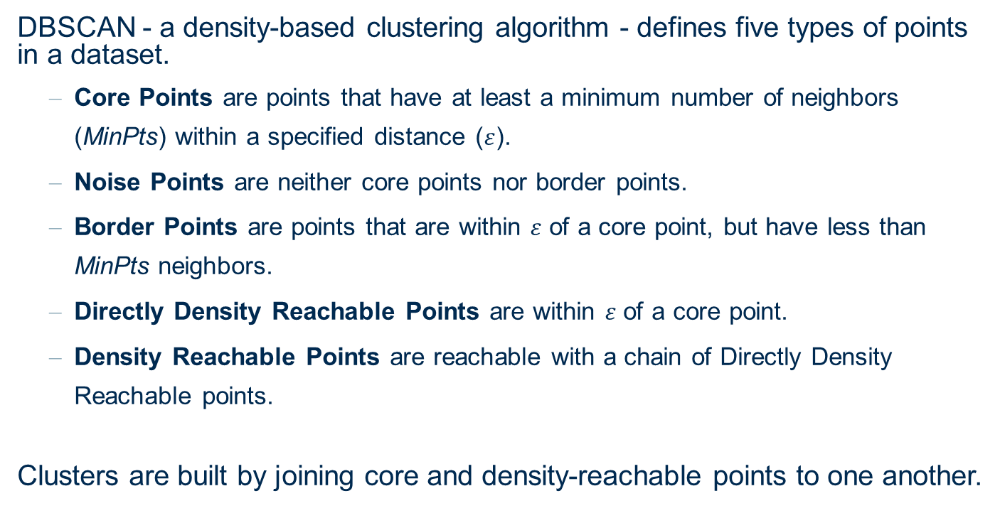 DBSCAN - a density-based clustering algorithm - defines five types of points
in a dataset.
– Core Points are points that have at least a minimum number of neighbors
(MinPts) within a specified distance (ε).
– Noise Points are neither core points nor border points.
– Border Points are points that are within ε of a core point, but have less than
MinPts neighbors.
– Directly Density Reachable Points are within ε of a core point.
– Density Reachable Points are reachable with a chain of Directly Density
Reachable points.
Clusters are built by joining core and density-reachable points to one another.